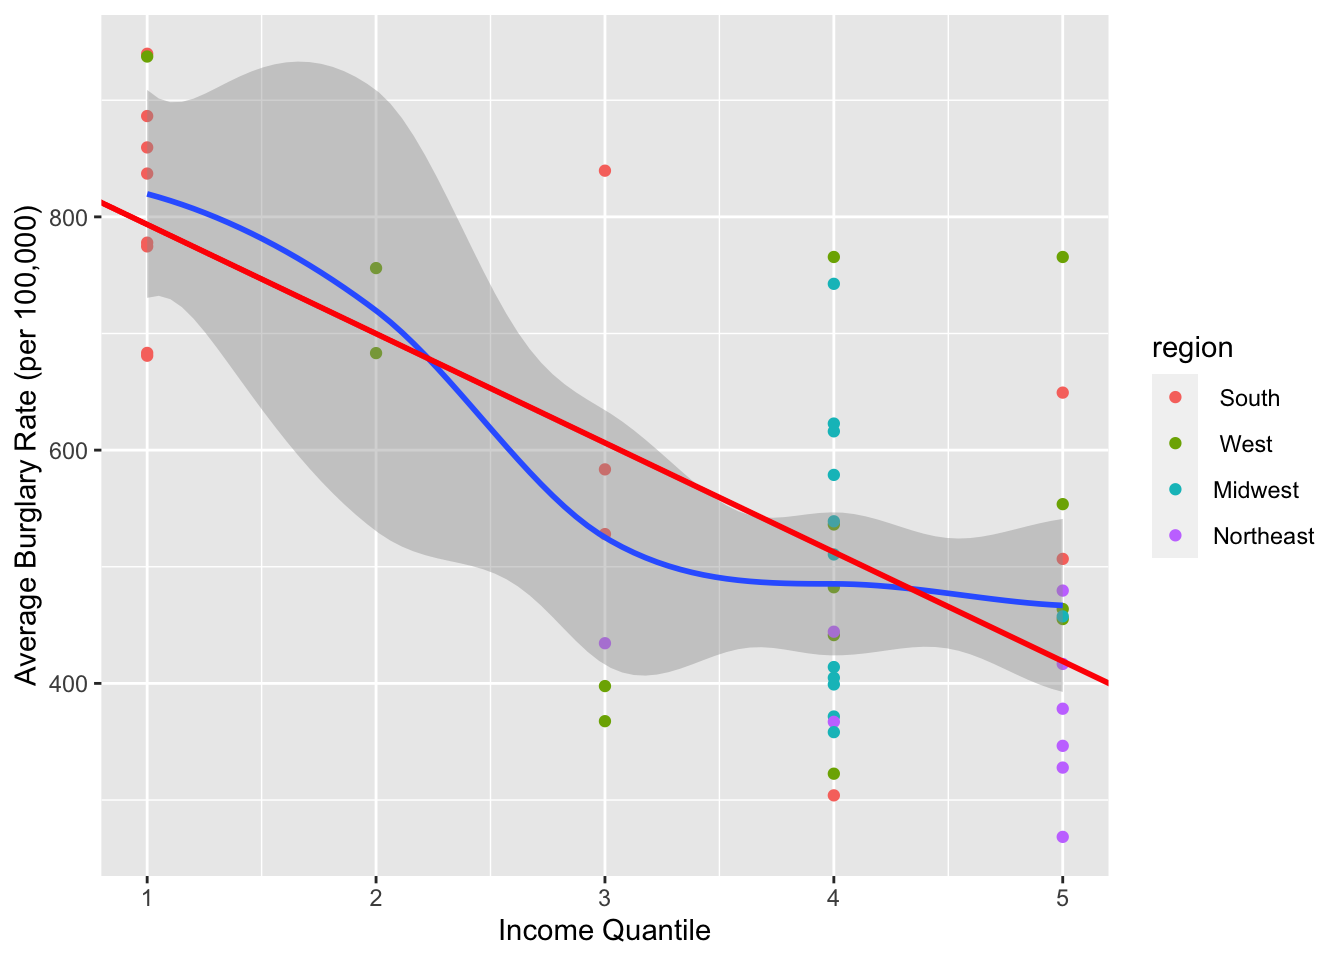 Average Burglary Rate (per 100,000)
800
600
400
1 2 3 4 5
Income Quantile
region
South
West
Midwest
Northeast